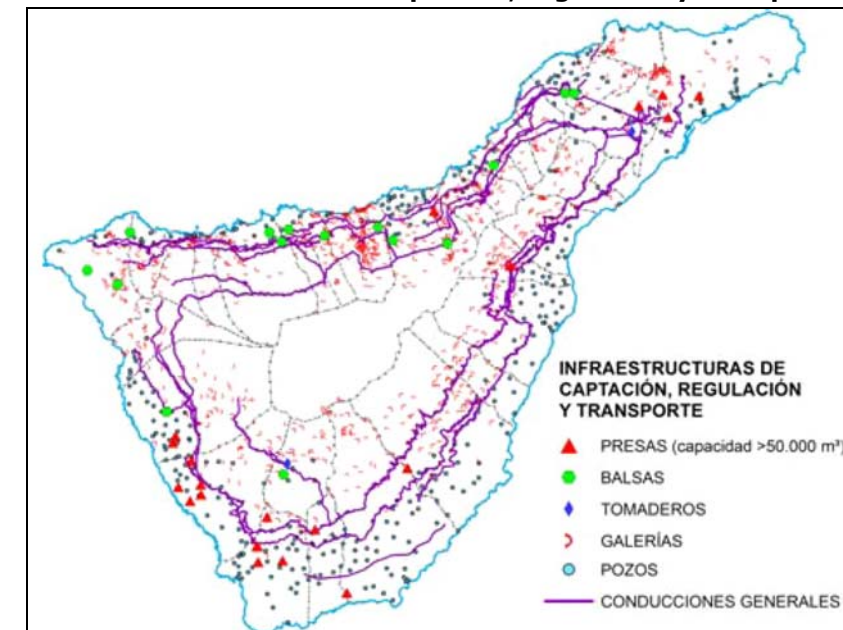 INFRAESTRUCTURAS DE
CAPTACIÓN, REGULACIÓN
Y TRANSPORTE
PRESAS (capacidad >50.000 m³)
BALSAS
TOMADEROS
GALERÍAS
POZOS
CONDUCCIONES GENERALES